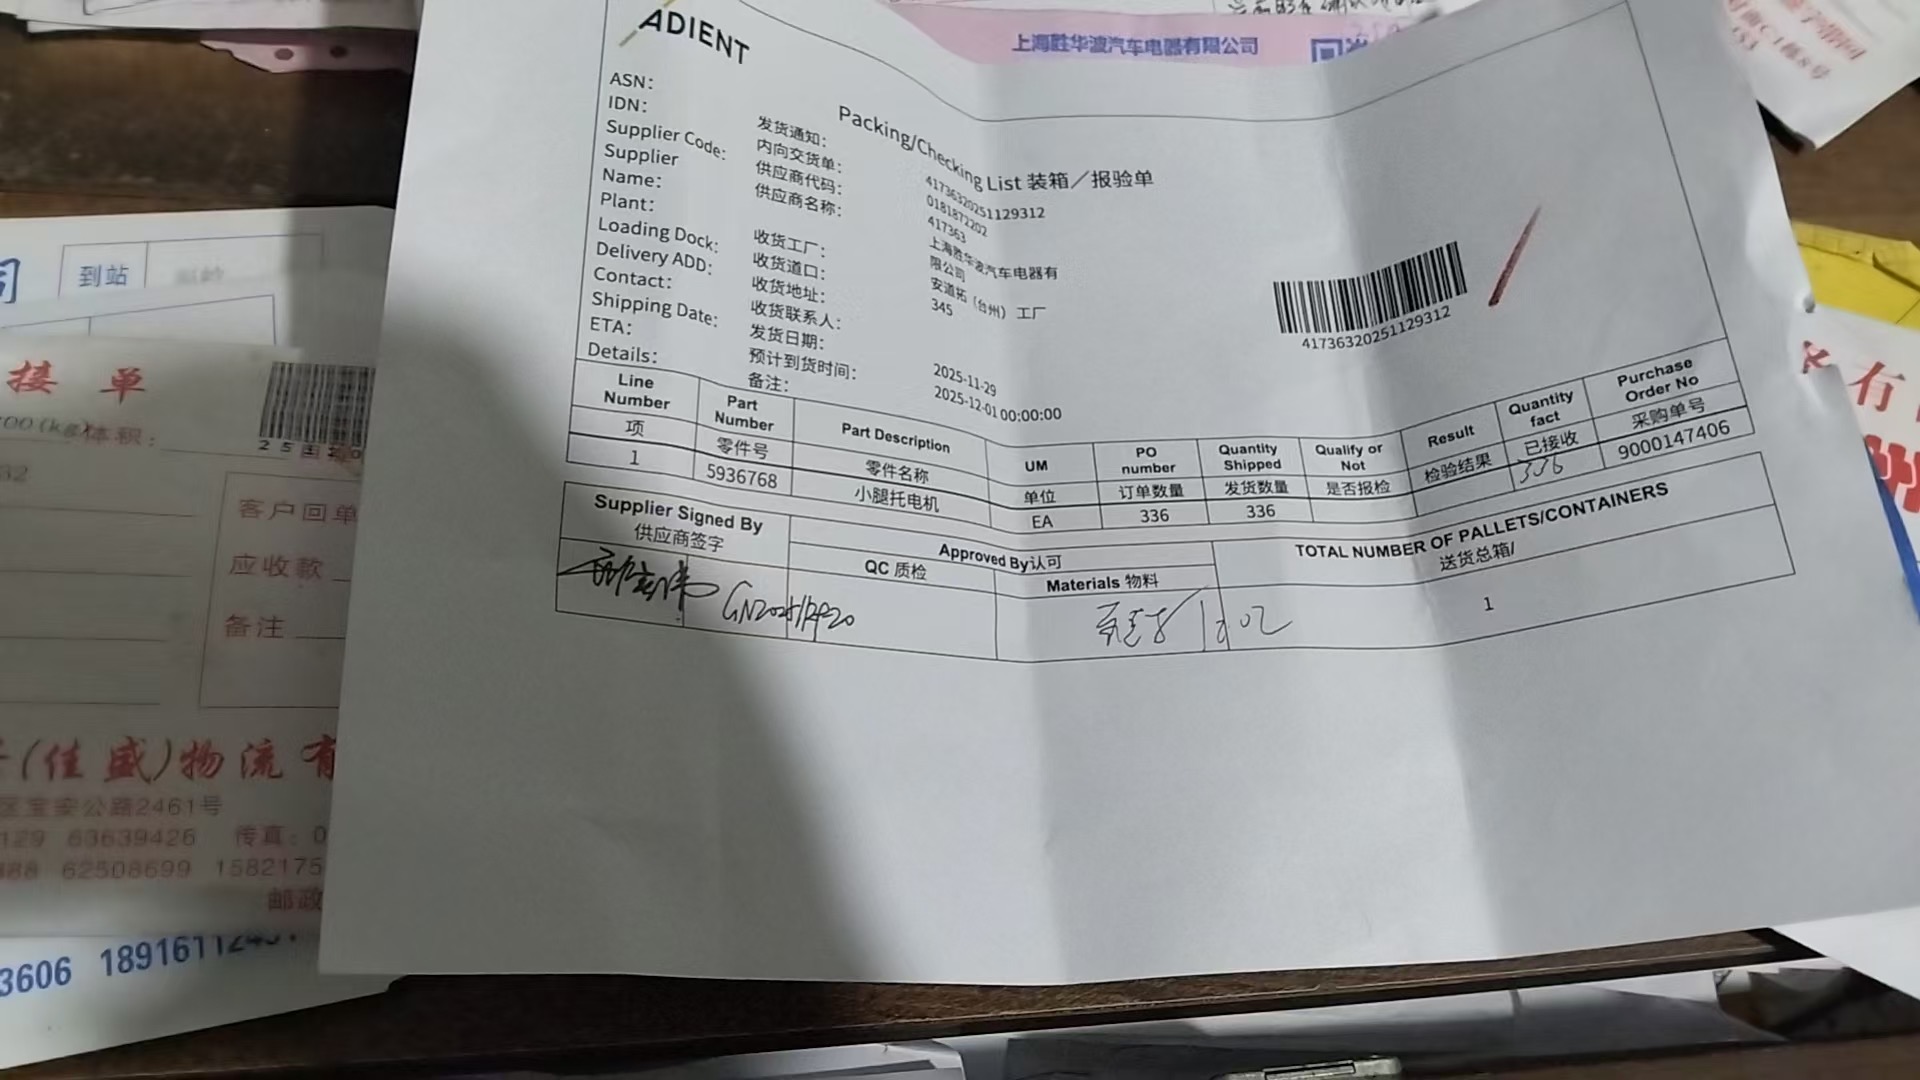 ADIENT
Packing/Checking List 装箱／报验单
ASN: 发货通知: 41736320251129312
IDN: 内向交货单: 0181872202
Supplier Code: 供应商代码: 417363
Supplier Name: 供应商名称: 上海胜华波汽车电器有限公司
Plant: 收货工厂: 安道拓（台州）工厂
Loading Dock: 收货道口: 345
Delivery ADD: 收货地址:
Contact: 收货联系人:
Shipping Date: 发货日期: 2025-11-29
ETA: 预计到货时间: 2025-12-01 00:00:00
Details: 备注:
41736320251129312
Line Number Part Number Part Description UM PO number Quantity Shipped Qualify or Not Result Quantity fact Purchase Order No
项 零件号 零件名称 单位 订单数量 发货数量 是否报检 检验结果 已接收 采购单号
1 5936768 小腿托电机 EA 336 336 336 9000147406
Supplier Signed By Approved By认可 TOTAL NUMBER OF PALLETS/CONTAINERS
供应商签字 QC 质检 Materials 物料 送货总箱/
1
上海胜华波汽车电器有限公司
到站
接单
(kg)体积:
客户回单
应收款
备注
(佳盛)物流有
宝安公路2461号
129 63639426 传真: 0
62508699 1582175
邮政
3606